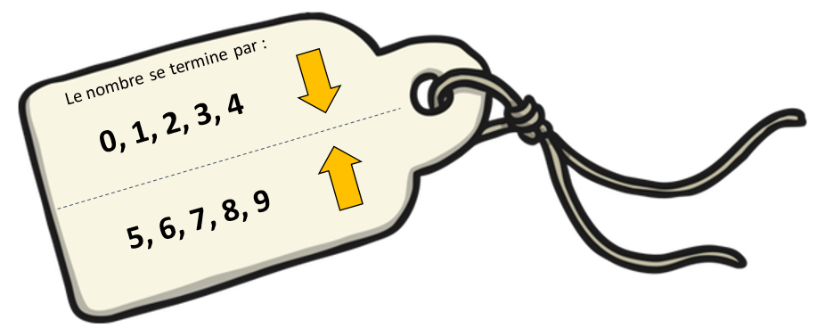 Le nombre se termine par :
0, 1, 2, 3, 4
5, 6, 7, 8, 9